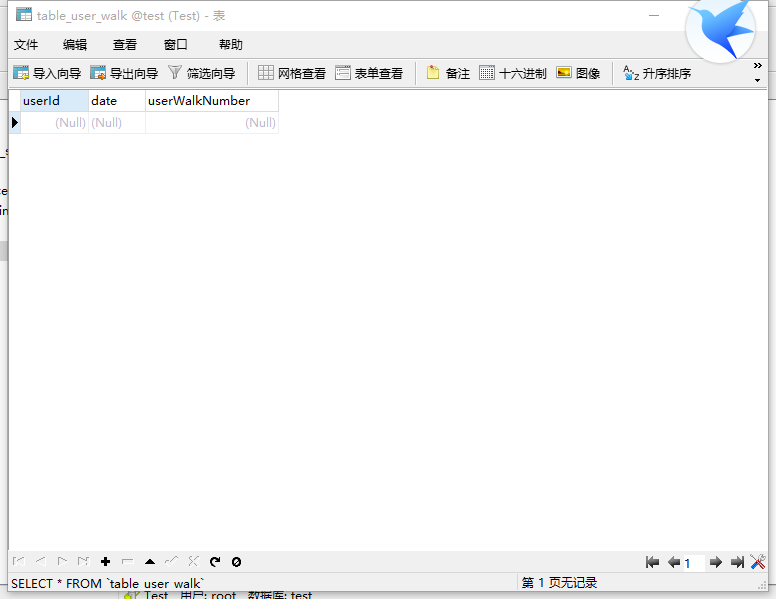 table_user_walk @test (Test) - 表
文件 编辑 查看 窗口 帮助
导入向导 导出向导 筛选向导 网格查看 表单查看 备注 十六进制 图像 升序排序
userId date userWalkNumber
(Null) (Null) (Null)
1
SELECT * FROM `table_user_walk` 第 1 页无记录
Test 用户: root 数据库: test